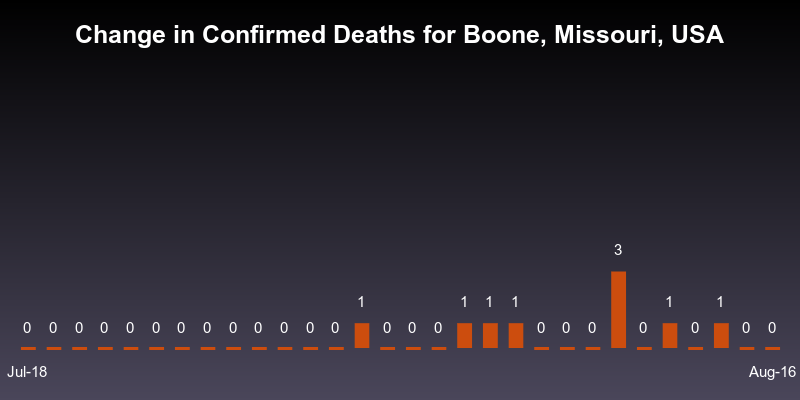 Change in Confirmed Deaths for Boone, Missouri, USA
3
1 1 1 1 1 1
0 0 0 0 0 0 0 0 0 0 0 0 0 0 0 0 0 0 0 0 0 0 0
Jul-18 Aug-16